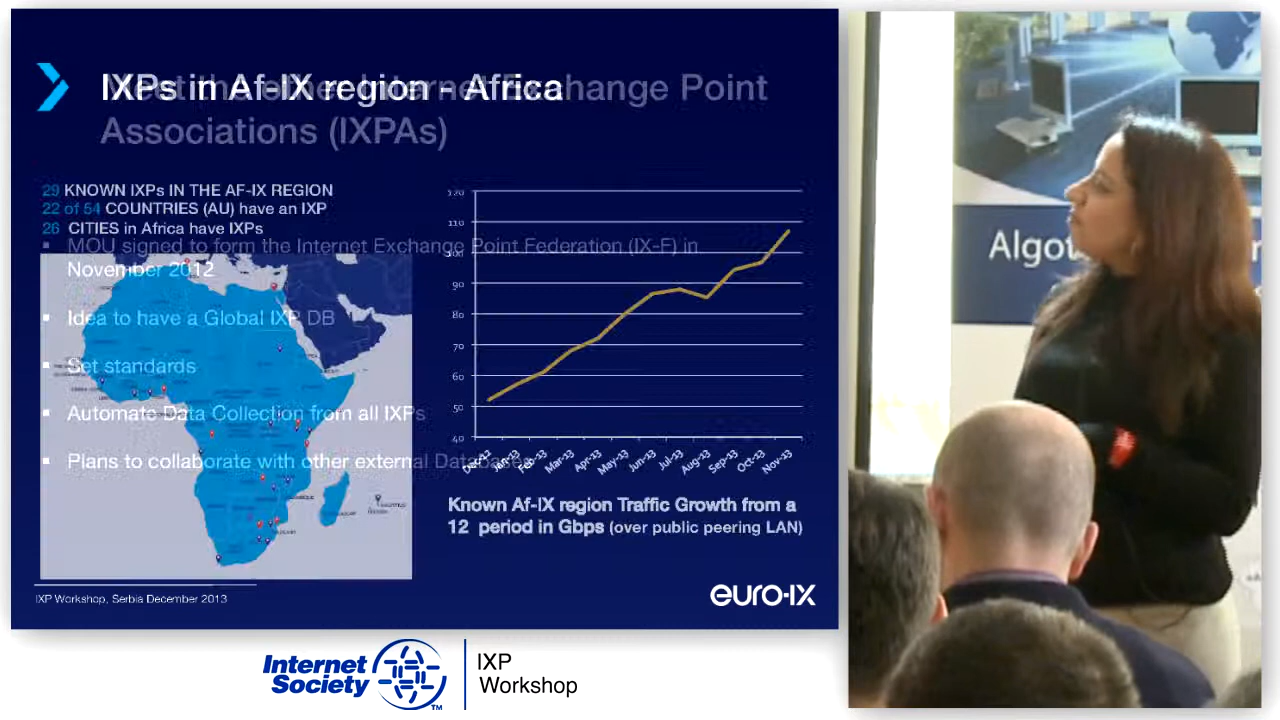 IXPs in Af-IX region - Africa
Meet the other Internet Exchange Point
Associations (IXPAs)
29 KNOWN IXPs IN THE AF-IX REGION
22 of 54 COUNTRIES (AU) have an IXP
26 CITIES in Africa have IXPs
▪ MOU signed to form the Internet Exchange Point Federation (IX-F) in
November 2012
▪ Idea to have a Global IXP DB
▪ Set standards
▪ Automate Data Collection from all IXPs
▪ Plans to collaborate with other external Databases
120
110
100
90
80
70
60
50
40
Dec-12 Jan-13 Feb-13 Mar-13 Apr-13 May-13 Jun-13 Jul-13 Aug-13 Sep-13 Oct-13 Nov-13
Known Af-IX region Traffic Growth from a
12 period in Gbps (over public peering LAN)
IXP Workshop, Serbia December 2013
euro-ix
Internet
Society
TM
IXP
Workshop
Algot